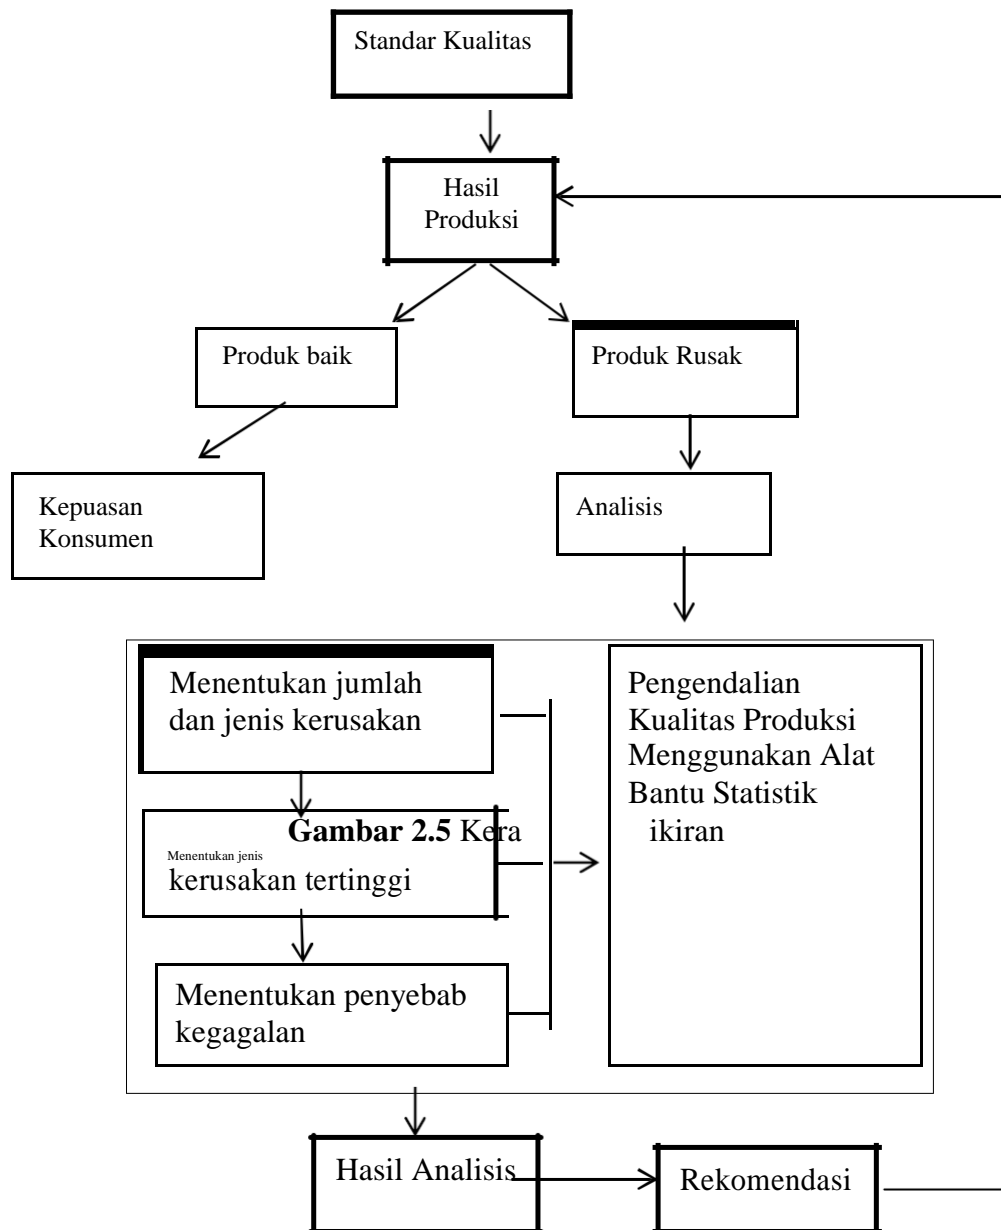 Standar Kualitas
Hasil
Produksi
Produk baik
Produk Rusak
Kepuasan
Konsumen
Analisis
Menentukan jumlah
dan jenis kerusakan
Gambar 2.5 Kera
Menentukan jenis
kerusakan tertinggi
Menentukan penyebab
kegagalan
Pengendalian
Kualitas Produksi
Menggunakan Alat
Bantu Statistik
ikiran
Hasil Analisis
Rekomendasi